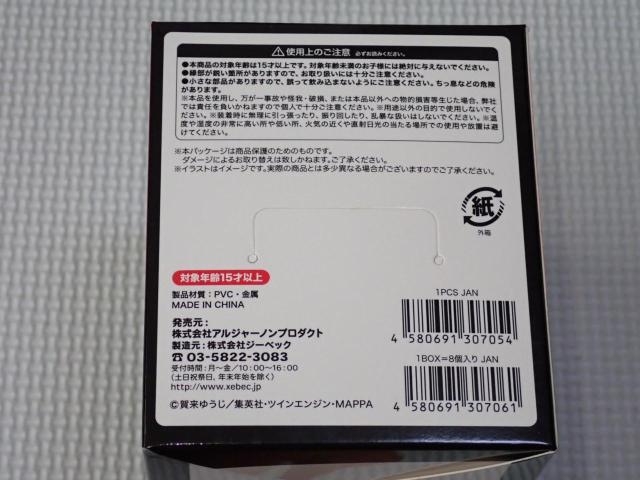 使用上のご注意 必ずお読みください。
●本商品の対象年齢は15才以上です。対象年齢未満のお子様には絶対に与えないでください。
●縁部が鋭い箇所がありますので、お取り扱いには十分ご注意ください。
●小さな部品がありますので、誤って飲み込まないようにご注意ください。ちっ息などの危険
があります。
※本品を使用し、万が一事故や怪我・破損、または本品以外への物的損害等生じた場合、弊社
では責任を負いかねますので個人で十分ご注意ください。※用途以外の目的で使用しないでく
ださい。※装着時に無理に引っ張ったり、振り回したり、乱暴な扱いはしないでください。※温
度や湿度の非常に高い所や低い所、火気の近くや直射日光の当たる場所での使用や放置は避
けてください。
※本パッケージは商品保護のためのものです。
ダメージによるお取り替えは致しかねます。ご了承ください。
※イラストはイメージです。実際の商品とは多少異なる場合がございますのでご了承ください。
紙
外箱
対象年齢15才以上
製品材質：PVC・金属
MADE IN CHINA
発売元：
株式会社アルジャーノンプロダクト
製造元：株式会社ジーベック
☎ 03-5822-3083
受付時間：月～金／10:00～16:00
(土日祝祭日、年末年始を除く)
http://www.xebec.jp
©賀来ゆうじ／集英社・ツインエンジン・MAPPA
1PCS JAN
4 580691 307054
1BOX=8個入り JAN
4 580691 307061